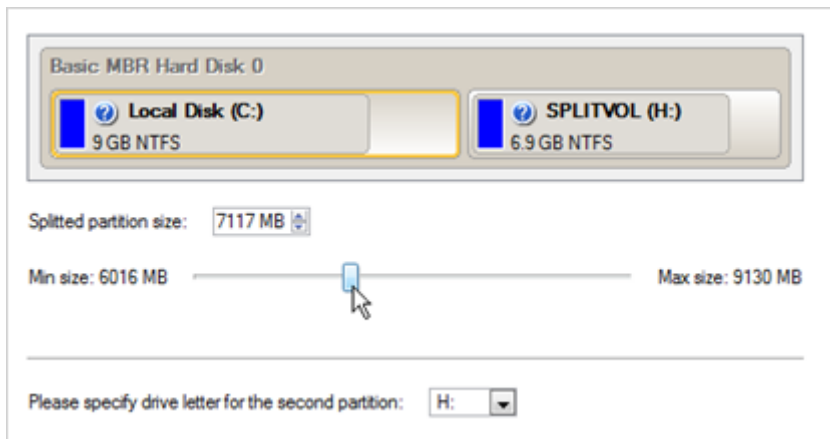 Basic MBR Hard Disk 0
Local Disk (C:)
9 GB NTFS
SPLITVOL (H:)
6.9 GB NTFS
Splitted partition size: 7117 MB
Min size: 6016 MB
Max size: 9130 MB
Please specify drive letter for the second partition: H: